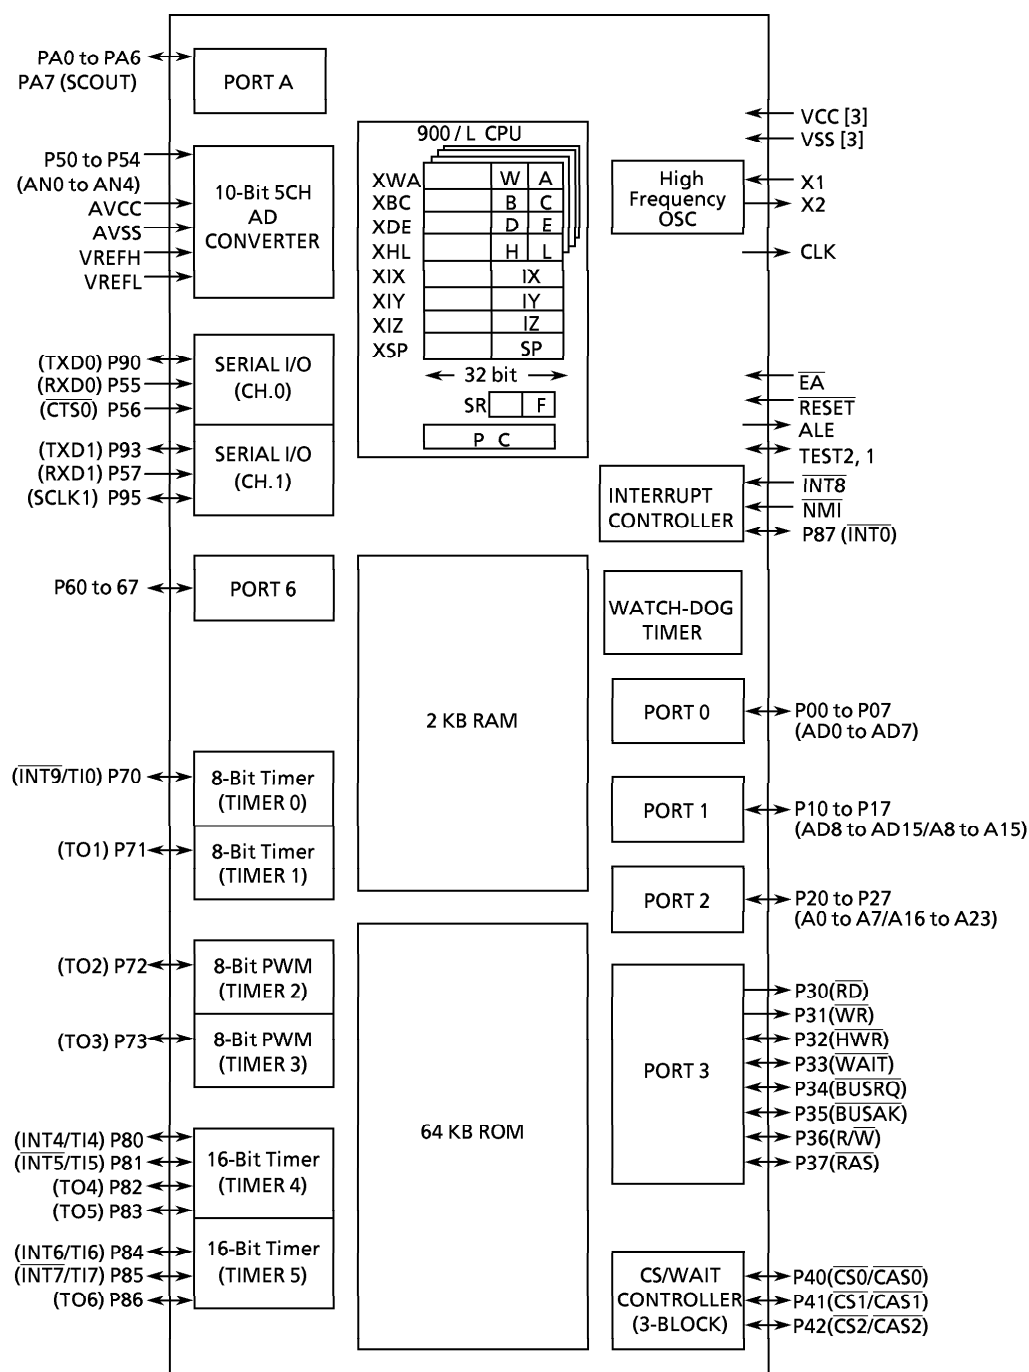 PA0 to PA6
PA7 (SCOUT)
PORT A
P50 to P54
(AN0 to AN4)
AVCC
AVSS
VREFH
VREFL
10-Bit 5CH
AD
CONVERTER
(TXD0) P90
(RXD0) P55
(CTS0) P56
SERIAL I/O
(CH.0)
(TXD1) P93
(RXD1) P57
(SCLK1) P95
SERIAL I/O
(CH.1)
P60 to 67
PORT 6
(INT9/TI0) P70
8-Bit Timer
(TIMER 0)
(TO1) P71
8-Bit Timer
(TIMER 1)
(TO2) P72
8-Bit PWM
(TIMER 2)
(TO3) P73
8-Bit PWM
(TIMER 3)
(INT4/TI4) P80
(INT5/TI5) P81
(TO4) P82
(TO5) P83
16-Bit Timer
(TIMER 4)
(INT6/TI6) P84
(INT7/TI7) P85
(TO6) P86
16-Bit Timer
(TIMER 5)
900 / L CPU
XWA W A
XBC B C
XDE D E
XHL H L
XIX IX
XIY IY
XIZ IZ
XSP SP
32 bit
SR F
P C
2 KB RAM
64 KB ROM
VCC [3]
VSS [3]
High
Frequency
OSC
X1
X2
CLK
EA
RESET
ALE
TEST2, 1
INTERRUPT
CONTROLLER
INT8
NMI
P87 (INT0)
WATCH-DOG
TIMER
PORT 0
P00 to P07
(AD0 to AD7)
PORT 1
P10 to P17
(AD8 to AD15/A8 to A15)
PORT 2
P20 to P27
(A0 to A7/A16 to A23)
PORT 3
P30(RD)
P31(WR)
P32(HWR)
P33(WAIT)
P34(BUSRQ)
P35(BUSAK)
P36(R/W)
P37(RAS)
CS/WAIT
CONTROLLER
(3-BLOCK)
P40(CS0/CAS0)
P41(CS1/CAS1)
P42(CS2/CAS2)